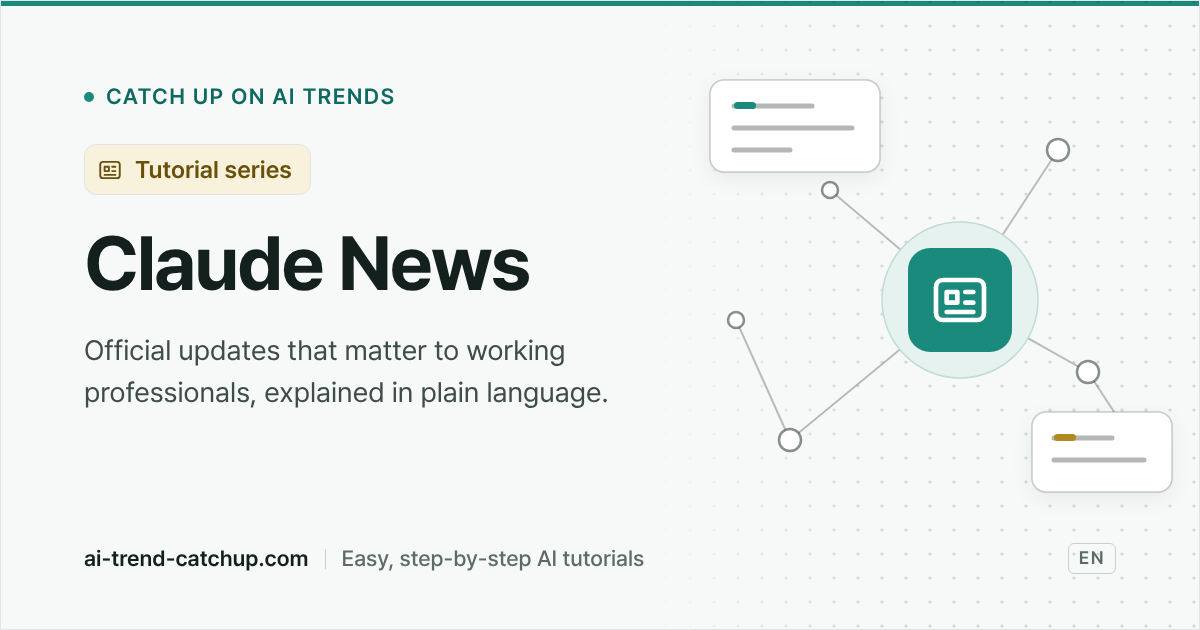 CATCH UP ON AI TRENDS
Tutorial series
Claude News
Official updates that matter to working
professionals, explained in plain language.
ai-trend-catchup.com
Easy, step-by-step AI tutorials
EN